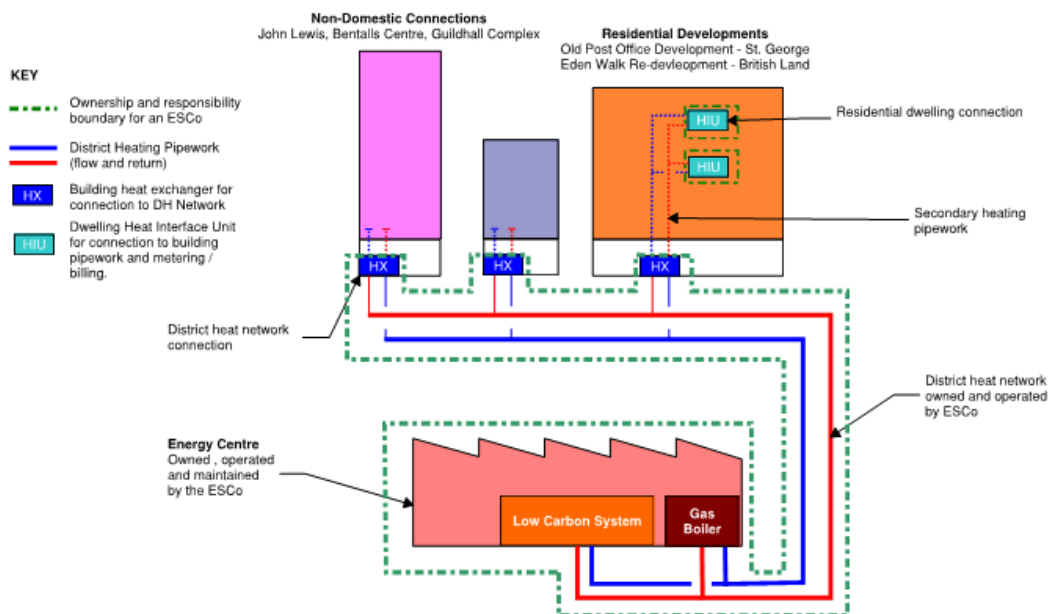 Non-Domestic Connections
John Lewis, Bentalls Centre, Guildhall Complex
Residential Developments
Old Post Office Development - St. George
Eden Walk Re-devleopment - British Land
KEY
Ownership and responsibility
boundary for an ESCo
District Heating Pipework
(flow and return)
HX
Building heat exchanger for
connection to DH Network
HIU
Dwelling Heat Interface Unit
for connection to building
pipework and metering /
billing.
HIU
HIU
Residential dwelling connection
Secondary heating
pipework
HX
HX
HX
District heat network
connection
District heat network
owned and operated
by ESCo
Energy Centre
Owned , operated
and maintained
by the ESCo
Low Carbon System
Gas
Boiler